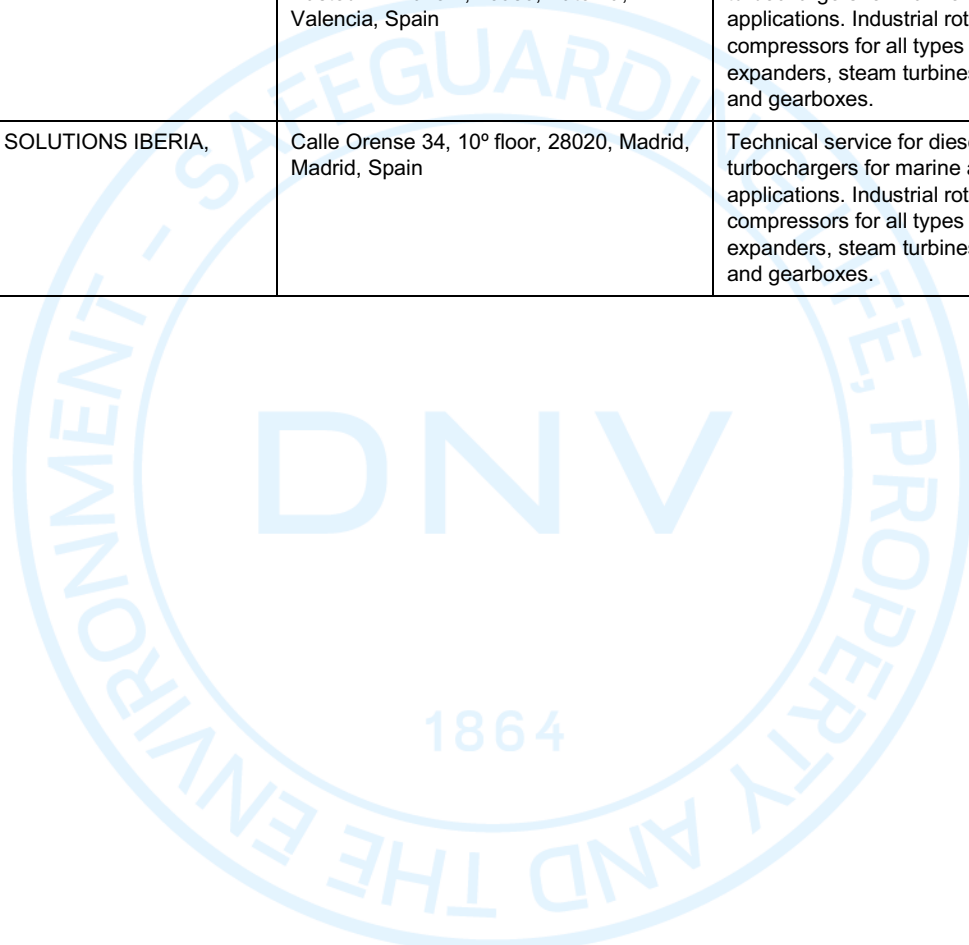 Valencia, Spain
applications. Industrial rot
compressors for all types
expanders, steam turbines
and gearboxes.
SOLUTIONS IBERIA,
Calle Orense 34, 10º floor, 28020, Madrid,
Madrid, Spain
Technical service for diese
turbochargers for marine a
applications. Industrial rot
compressors for all types
expanders, steam turbines
and gearboxes.
SAFEGUARDING LIFE, PROPERTY AND THE ENVIRONMENT -
DNV
1864